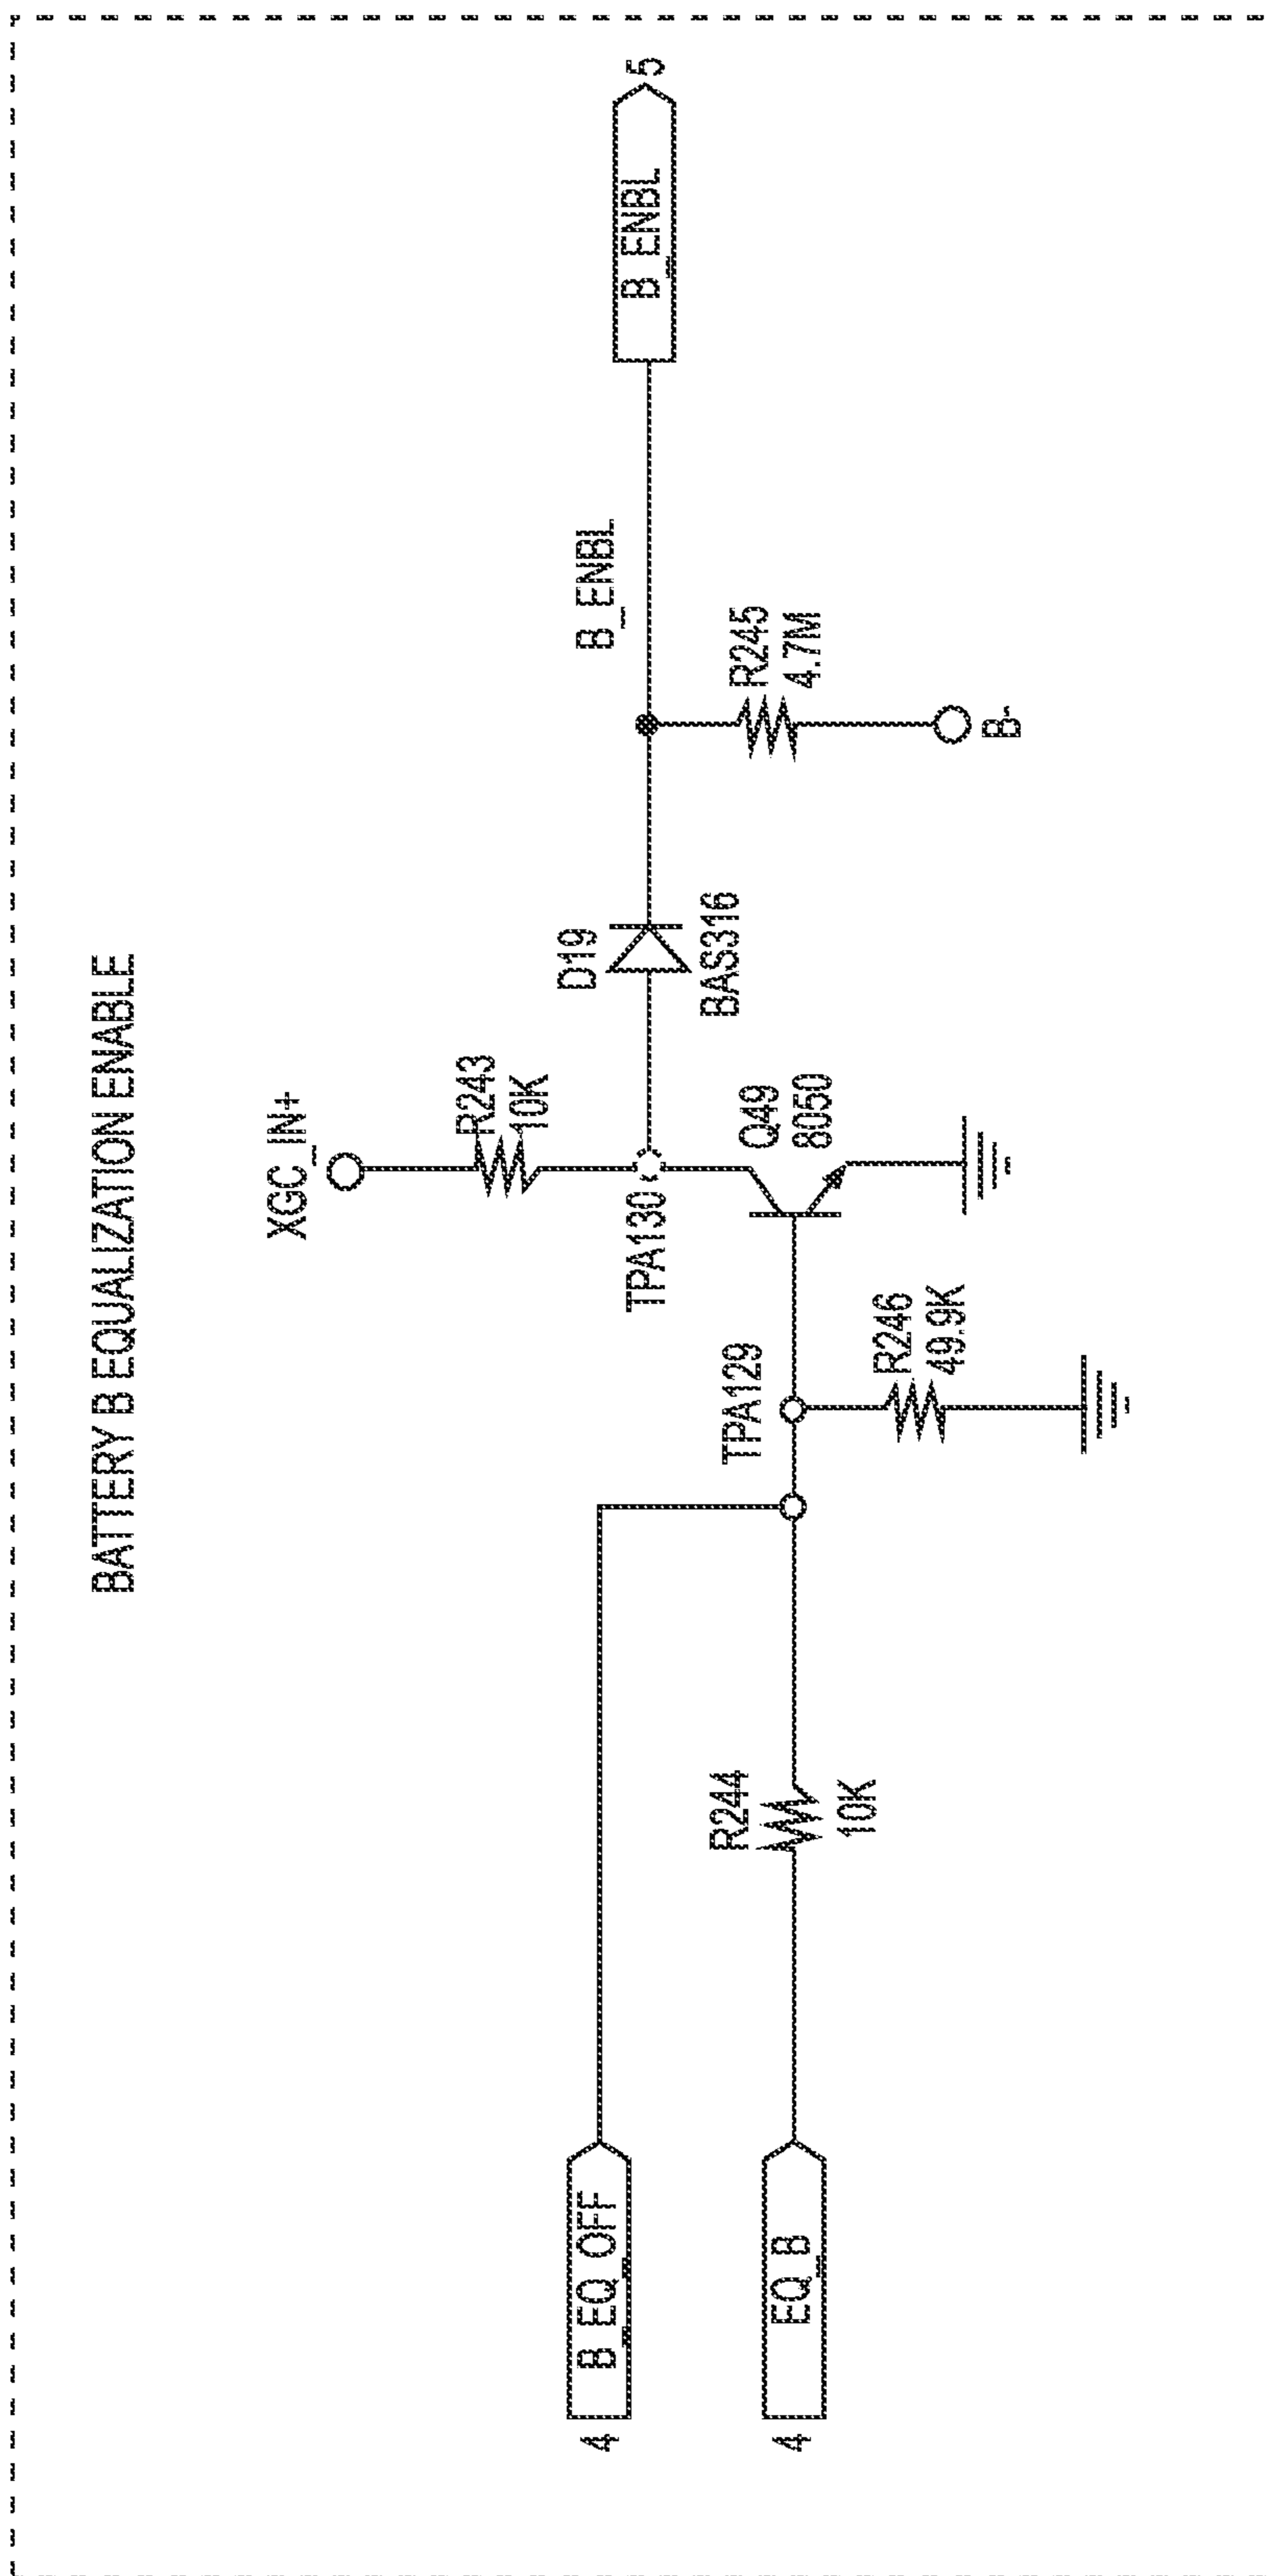 BATTERY B EQUALIZATION ENABLE
XGC_IN+
R243
10K
D19
BAS316
B_ENBL
B_ENBL
5
TPA130
Q49
8050
R245
4.7M
B-
TPA129
R246
49.9K
4
B_EQ_OFF
R244
10K
4
EQ_B